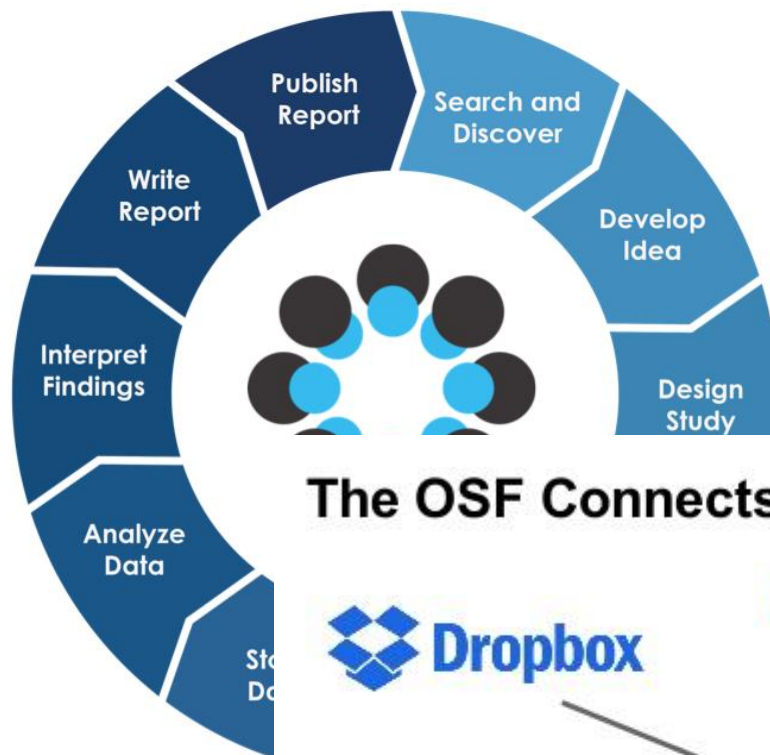 Publish
Report
Search and
Discover
Write
Report
Develop
Idea
Interpret
Findings
Design
Study
The OSF Connects
Analyze
Data
Dropbox